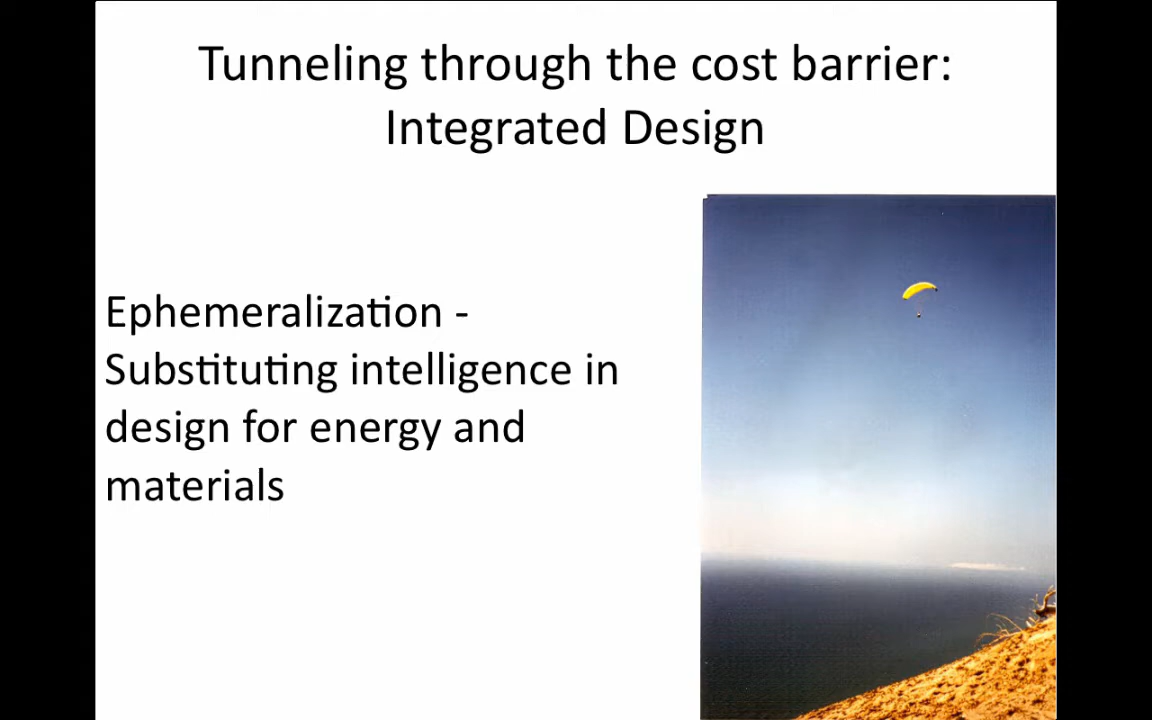 Tunneling through the cost barrier:
Integrated Design
Ephemeralization -
Substituting intelligence in
design for energy and
materials